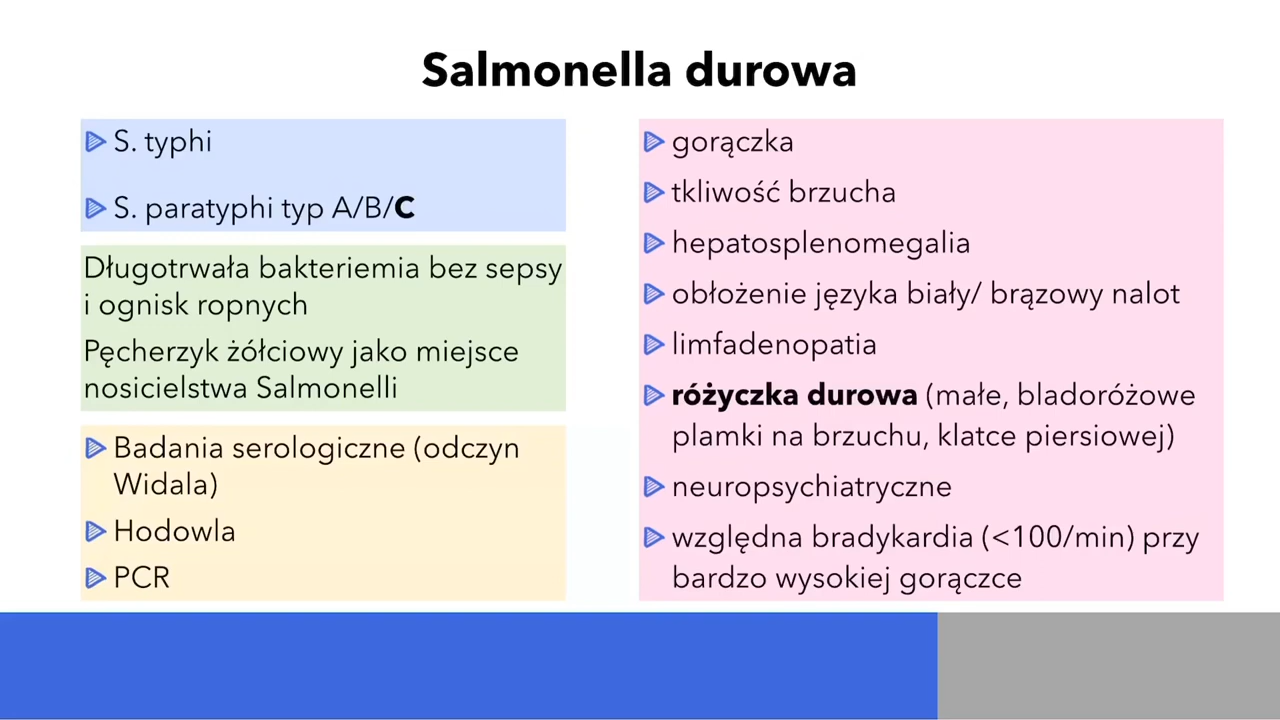 Salmonella durowa
S. typhi
S. paratyphi typ A/B/C
Długotrwała bakteriemia bez sepsy
i ognisk ropnych
Pęcherzyk żółciowy jako miejsce
nosicielstwa Salmonelli
Badania serologiczne (odczyn
Widala)
Hodowla
PCR
gorączka
tkliwość brzucha
hepatosplenomegalia
obłożenie języka biały/ brązowy nalot
limfadenopatia
różyczka durowa (małe, bladoróżowe
plamki na brzuchu, klatce piersiowej)
neuropsychiatryczne
względna bradykardia (<100/min) przy
bardzo wysokiej gorączce